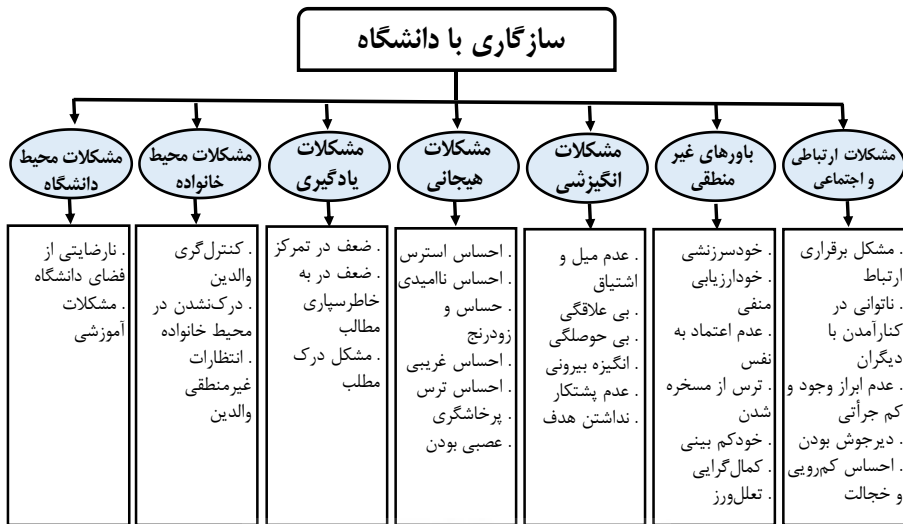 سازگاری با دانشگاه
مشکلات ارتباطی
و اجتماعی
باورهای غیر
منطقی
مشکلات
انگیزشی
مشکلات
هیجانی
مشکلات
یادگیری
مشکلات محیط
خانواده
مشکلات محیط
دانشگاه
. مشکل برقراری
ارتباط
. ناتوانی در
کنارآمدن با
دیگران
. عدم ابراز وجود و
کم جرأتی
. دیرجوش بودن
. احساس کم‌رویی
و خجالت
خودسرزنشی
. خودارزیابی
منفی
. عدم اعتماد به
نفس
. ترس از مسخره
شدن
. خودکم بینی
. کمال‌گرایی
. تعلل‌ورز
. عدم میل و
اشتیاق
. بی علاقگی
. بی حوصلگی
. انگیزه بیرونی
. عدم پشتکار
. نداشتن هدف
. احساس استرس
. احساس ناامیدی
. حساس و
زودرنج
. احساس غریبی
. احساس ترس
. پرخاشگری
. عصبی بودن
. ضعف در تمرکز
. ضعف در به
خاطرسپاری
مطالب
. مشکل درک
مطلب
. کنترل‌گری
والدین
. درک‌نشدن در
محیط خانواده
. انتظارات
غیرمنطقی
والدین
. نارضایتی از
فضای دانشگاه
. مشکلات
آموزشی